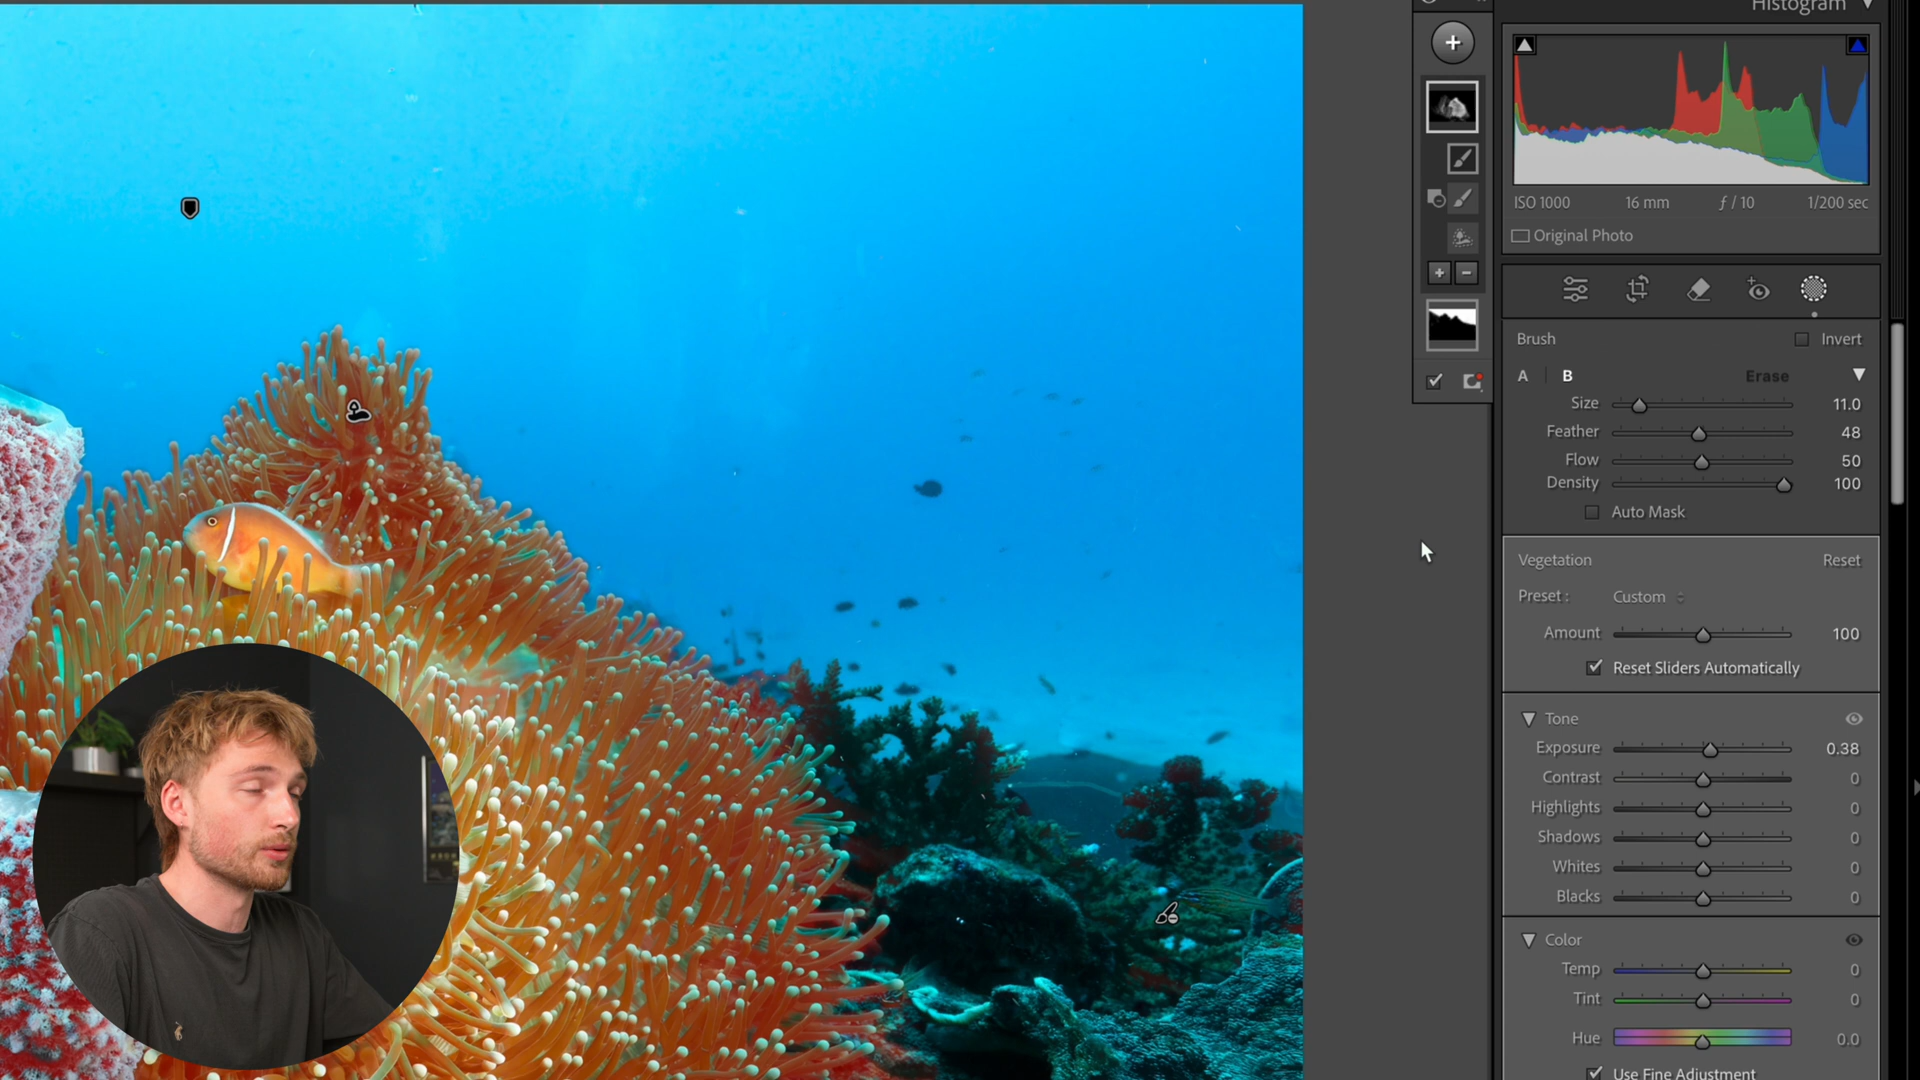 Histogram
ISO 1000 16 mm ƒ / 10 1/200 sec
Original Photo
Brush Invert
A B Erase
Size 11.0
Feather 48
Flow 50
Density 100
Auto Mask
Vegetation Reset
Preset : Custom
Amount 100
Reset Sliders Automatically
Tone
Exposure 0.38
Contrast 0
Highlights 0
Shadows 0
Whites 0
Blacks 0
Color
Temp 0
Tint 0
Hue 0.0
Use Fine Adjustment